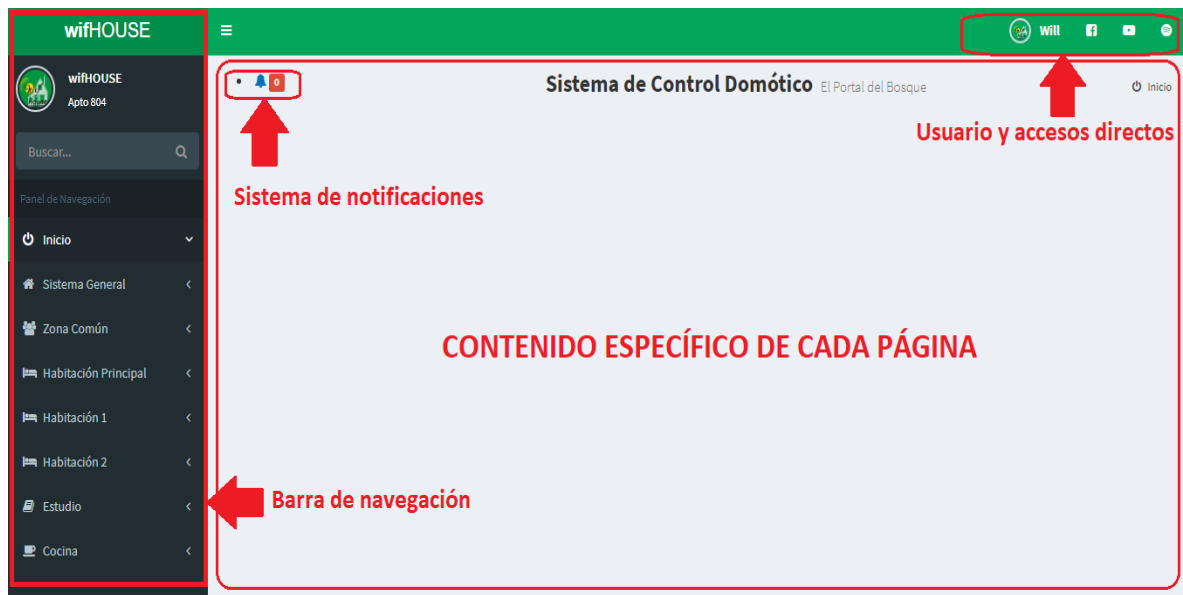 wifHOUSE
Will
wifHOUSE
Apto 804
0
Sistema de Control Domótico El Portal del Bosque
Inicio
Usuario y accesos directos
Buscar...
Panel de Navegación
Sistema de notificaciones
Inicio
Sistema General
Zona Común
CONTENIDO ESPECÍFICO DE CADA PÁGINA
Habitación Principal
Habitación 1
Habitación 2
Barra de navegación
Estudio
Cocina